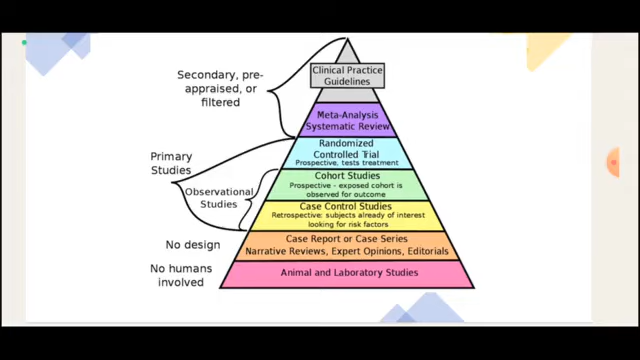 Secondary, pre-
appraised, or
filtered
Clinical Practice
Guidelines
Meta-Analysis
Systematic Review
Primary
Studies
Randomized
Controlled Trial
Prospective, tests treatment
Observational
Studies
Cohort Studies
Prospective - exposed cohort is
observed for outcome
Case Control Studies
Retrospective: subjects already of interest
looking for risk factors
No design
Case Report or Case Series
Narrative Reviews, Expert Opinions, Editorials
No humans
involved
Animal and Laboratory Studies